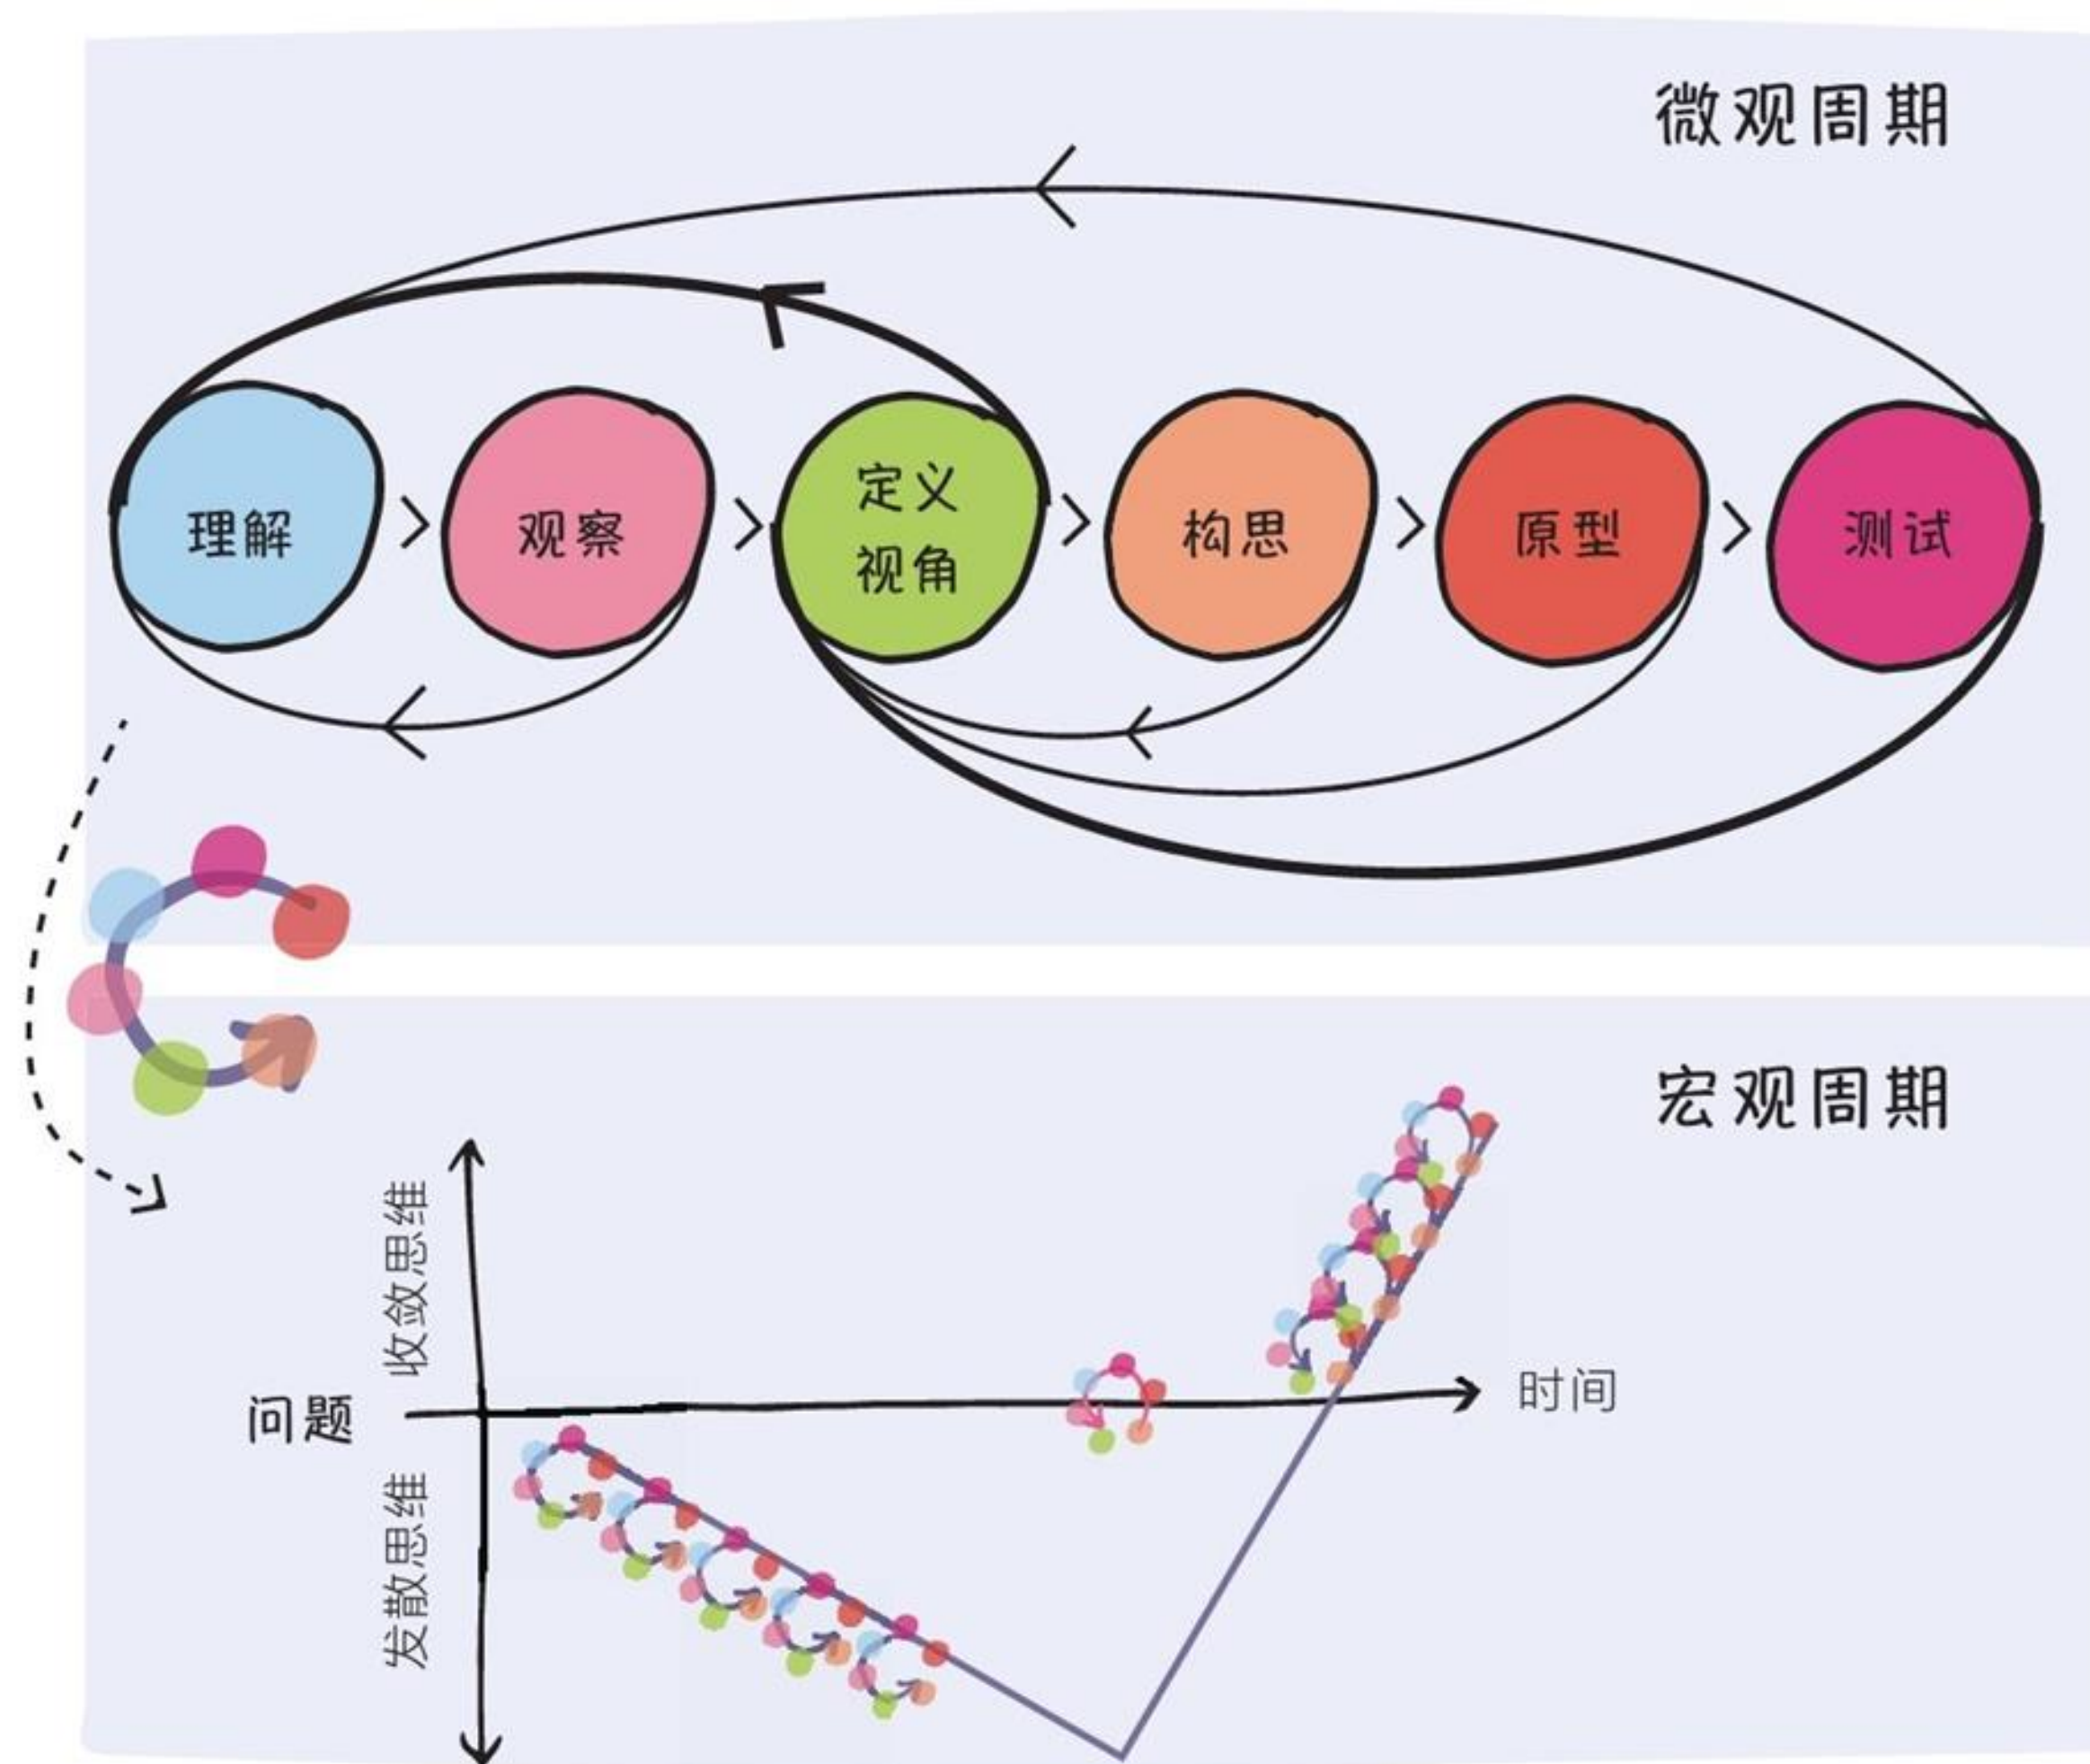 微观周期
理解
观察
定义
视角
构思
原型
测试
宏观周期
收敛思维
问题
时间
发散思维